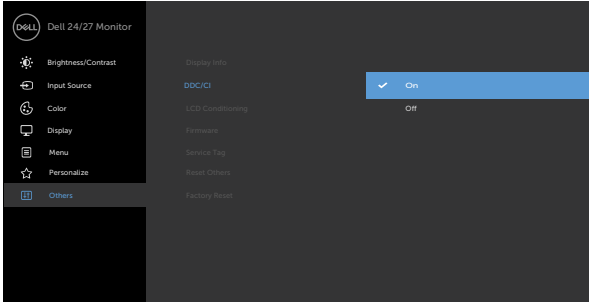 DELL
Dell 24/27 Monitor
Brightness/Contrast
Input Source
Color
Display
Menu
Personalize
Others
Display Info
DDC/CI
LCD Conditioning
Firmware
Service Tag
Reset Others
Factory Reset
On
Off